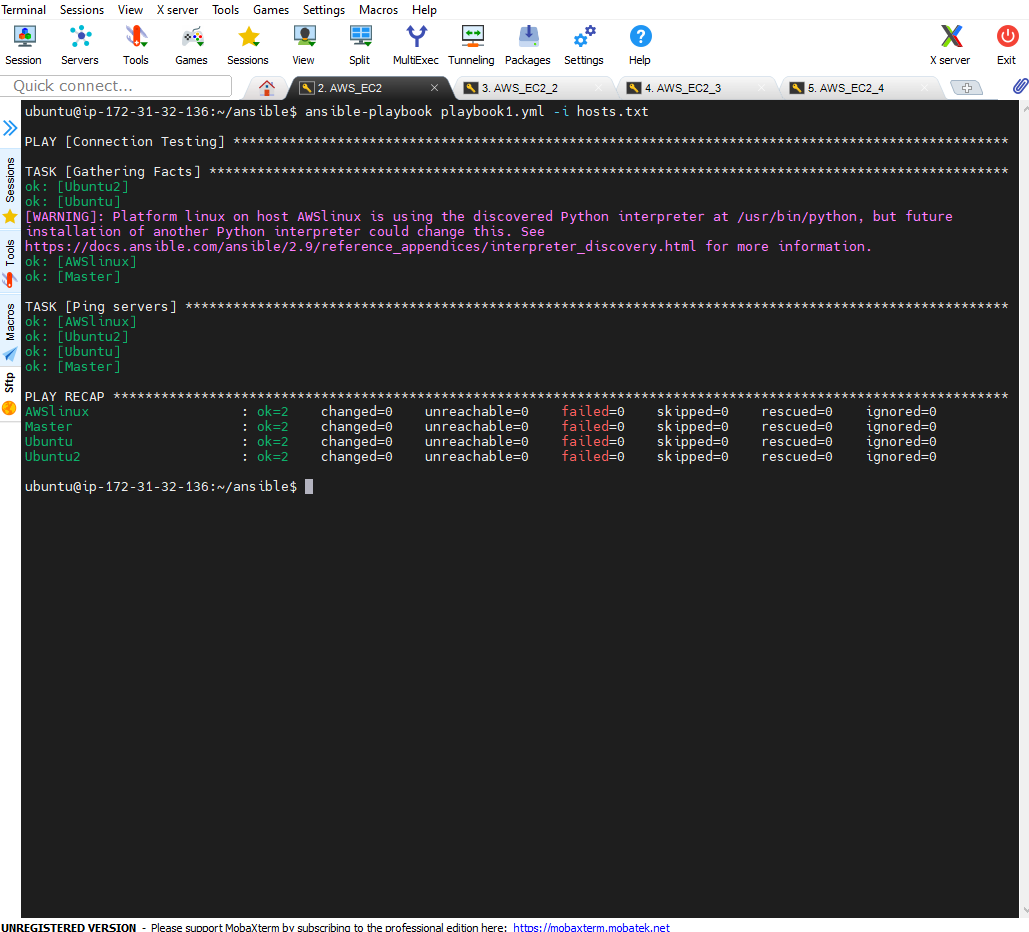 Terminal Sessions View X server Tools Games Settings Macros Help
Session Servers Tools Games Sessions View Split MultiExec Tunneling Packages Settings Help X server Exit
Quick connect... 2. AWS_EC2 3. AWS_EC2_2 4. AWS_EC2_3 5. AWS_EC2_4
Sessions
Tools
Macros
Sftp
ubuntu@ip-172-31-32-136:~/ansible$ ansible-playbook playbook1.yml -i hosts.txt
PLAY [Connection Testing] *************************************************************************************************
TASK [Gathering Facts] ****************************************************************************************************
ok: [Ubuntu2]
ok: [Ubuntu]
[WARNING]: Platform linux on host AWSlinux is using the discovered Python interpreter at /usr/bin/python, but future
installation of another Python interpreter could change this. See
https://docs.ansible.com/ansible/2.9/reference_appendices/interpreter_discovery.html for more information.
ok: [AWSlinux]
ok: [Master]
TASK [Ping servers] *******************************************************************************************************
ok: [AWSlinux]
ok: [Ubuntu2]
ok: [Ubuntu]
ok: [Master]
PLAY RECAP ****************************************************************************************************************
AWSlinux : ok=2 changed=0 unreachable=0 failed=0 skipped=0 rescued=0 ignored=0
Master : ok=2 changed=0 unreachable=0 failed=0 skipped=0 rescued=0 ignored=0
Ubuntu : ok=2 changed=0 unreachable=0 failed=0 skipped=0 rescued=0 ignored=0
Ubuntu2 : ok=2 changed=0 unreachable=0 failed=0 skipped=0 rescued=0 ignored=0
ubuntu@ip-172-31-32-136:~/ansible$
UNREGISTERED VERSION - Please support MobaXterm by subscribing to the professional edition here: https://mobaxterm.mobatek.net